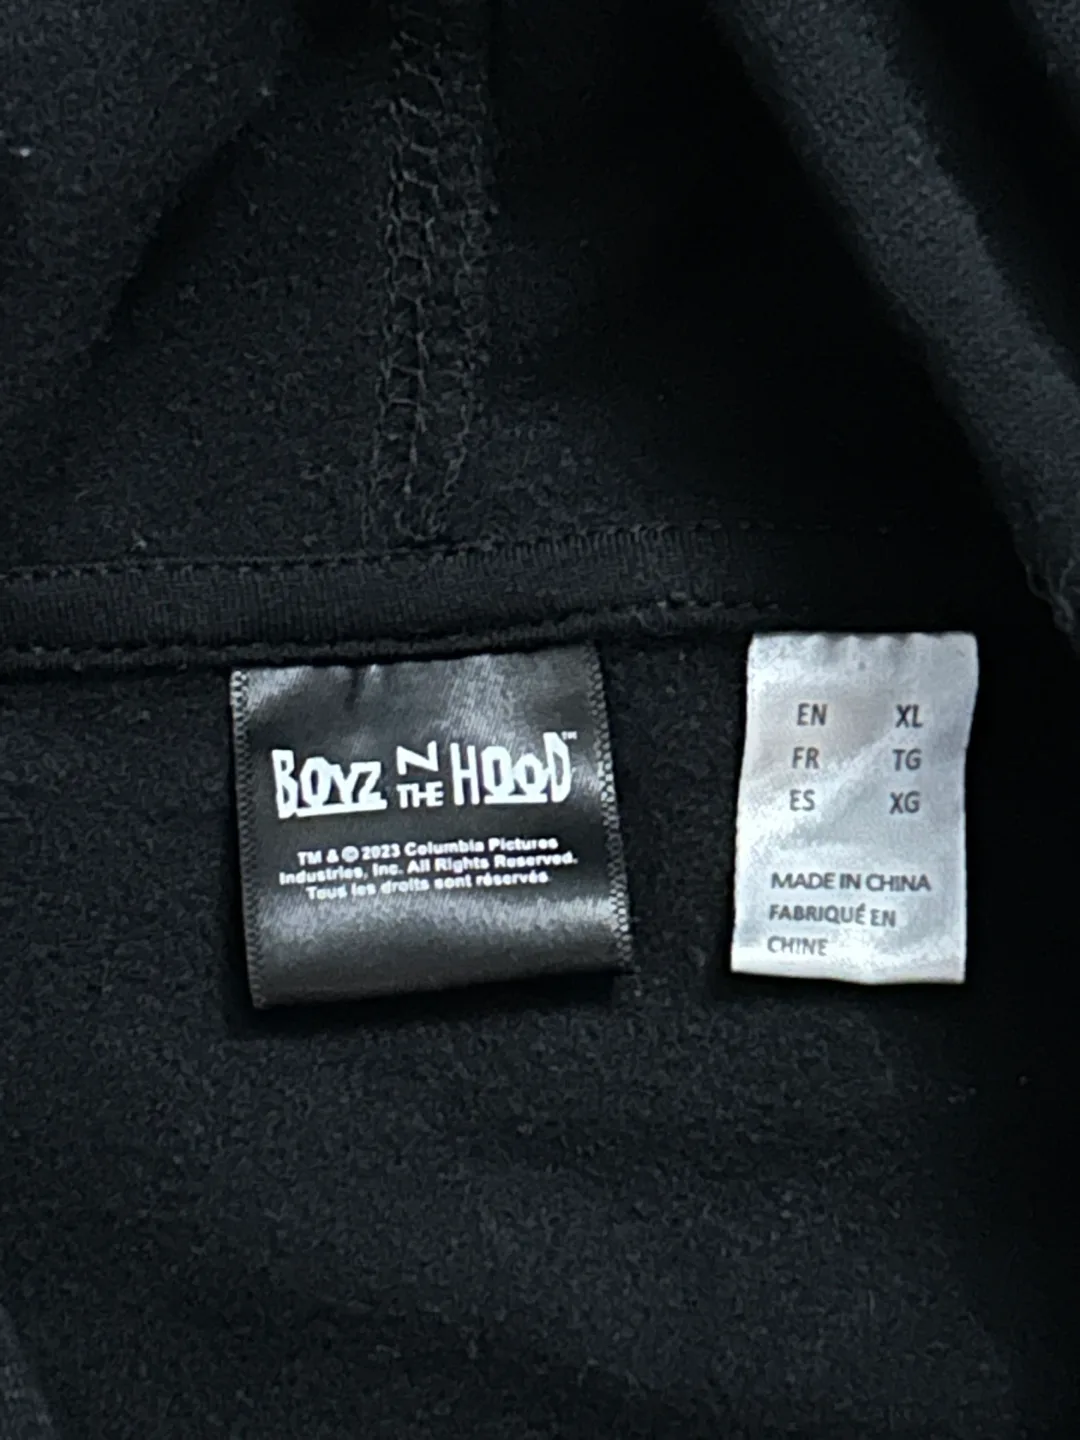 BOYZ N THE HOOD™
TM & © 2023 Columbia Pictures
Industries, Inc. All Rights Reserved.
Tous les droits sont réservés
EN XL
FR TG
ES XG
MADE IN CHINA
FABRIQUÉ EN
CHINE